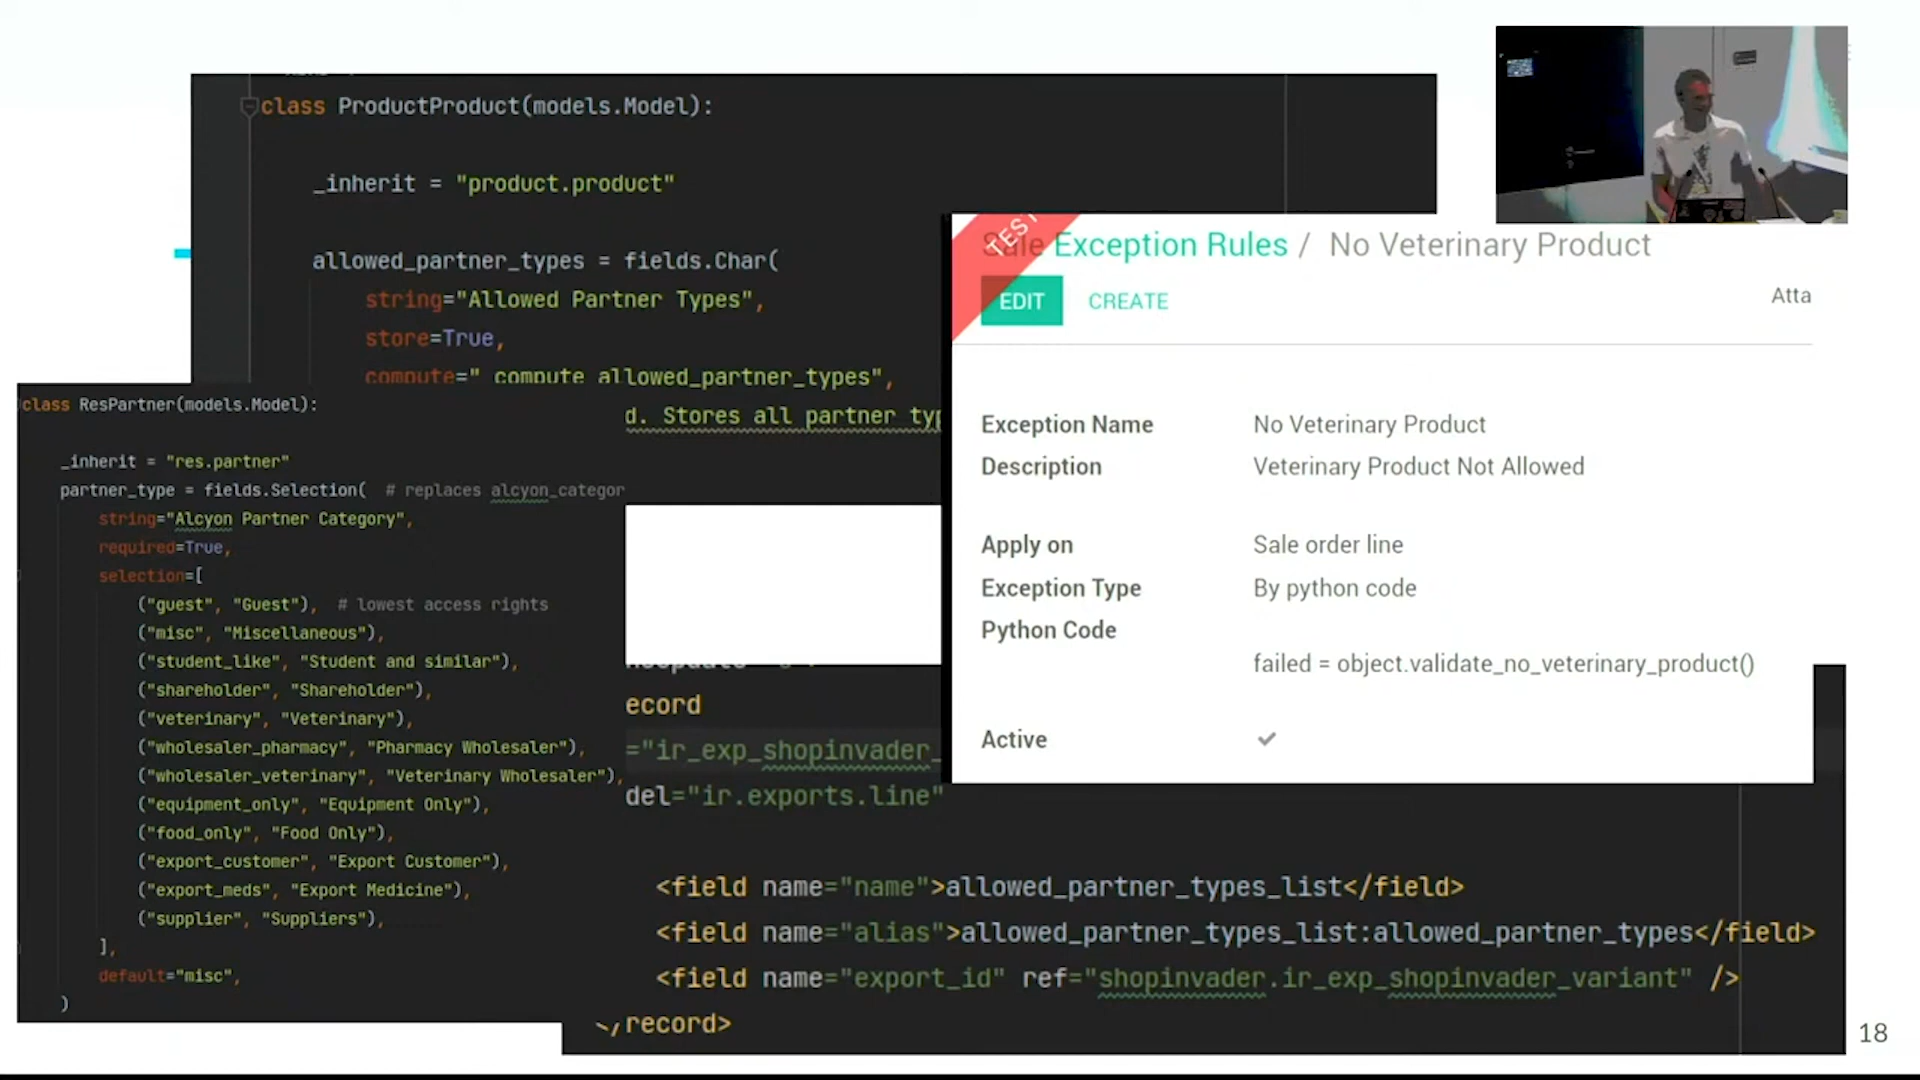 class ProductProduct(models.Model):
_inherit = "product.product"
allowed_partner_types = fields.Char(
string="Allowed Partner Types",
store=True,
compute="_compute_allowed_partner_types",
d. Stores all partner typ
class ResPartner(models.Model):
_inherit = "res.partner"
partner_type = fields.Selection(  # replaces alcyon_categor
string="Alcyon Partner Category",
required=True,
selection=[
("guest", "Guest"),  # lowest access rights
("misc", "Miscellaneous"),
("student_like", "Student and similar"),
("shareholder", "Shareholder"),
("veterinary", "Veterinary"),
("wholesaler_pharmacy", "Pharmacy Wholesaler"),
("wholesaler_veterinary", "Veterinary Wholesaler"),
("equipment_only", "Equipment Only"),
("food_only", "Food Only"),
("export_customer", "Export Customer"),
("export_meds", "Export Medicine"),
("supplier", "Suppliers"),
],
default="misc",
)
TEST
Sale Exception Rules / No Veterinary Product
EDIT CREATE
Atta
Exception Name No Veterinary Product
Description Veterinary Product Not Allowed
Apply on Sale order line
Exception Type By python code
Python Code
failed = object.validate_no_veterinary_product()
Active ✓
ecord
="ir_exp_shopinvader_
del="ir.exports.line"
<field name="name">allowed_partner_types_list</field>
<field name="alias">allowed_partner_types_list:allowed_partner_types</field>
<field name="export_id" ref="shopinvader.ir_exp_shopinvader_variant" />
record>
18